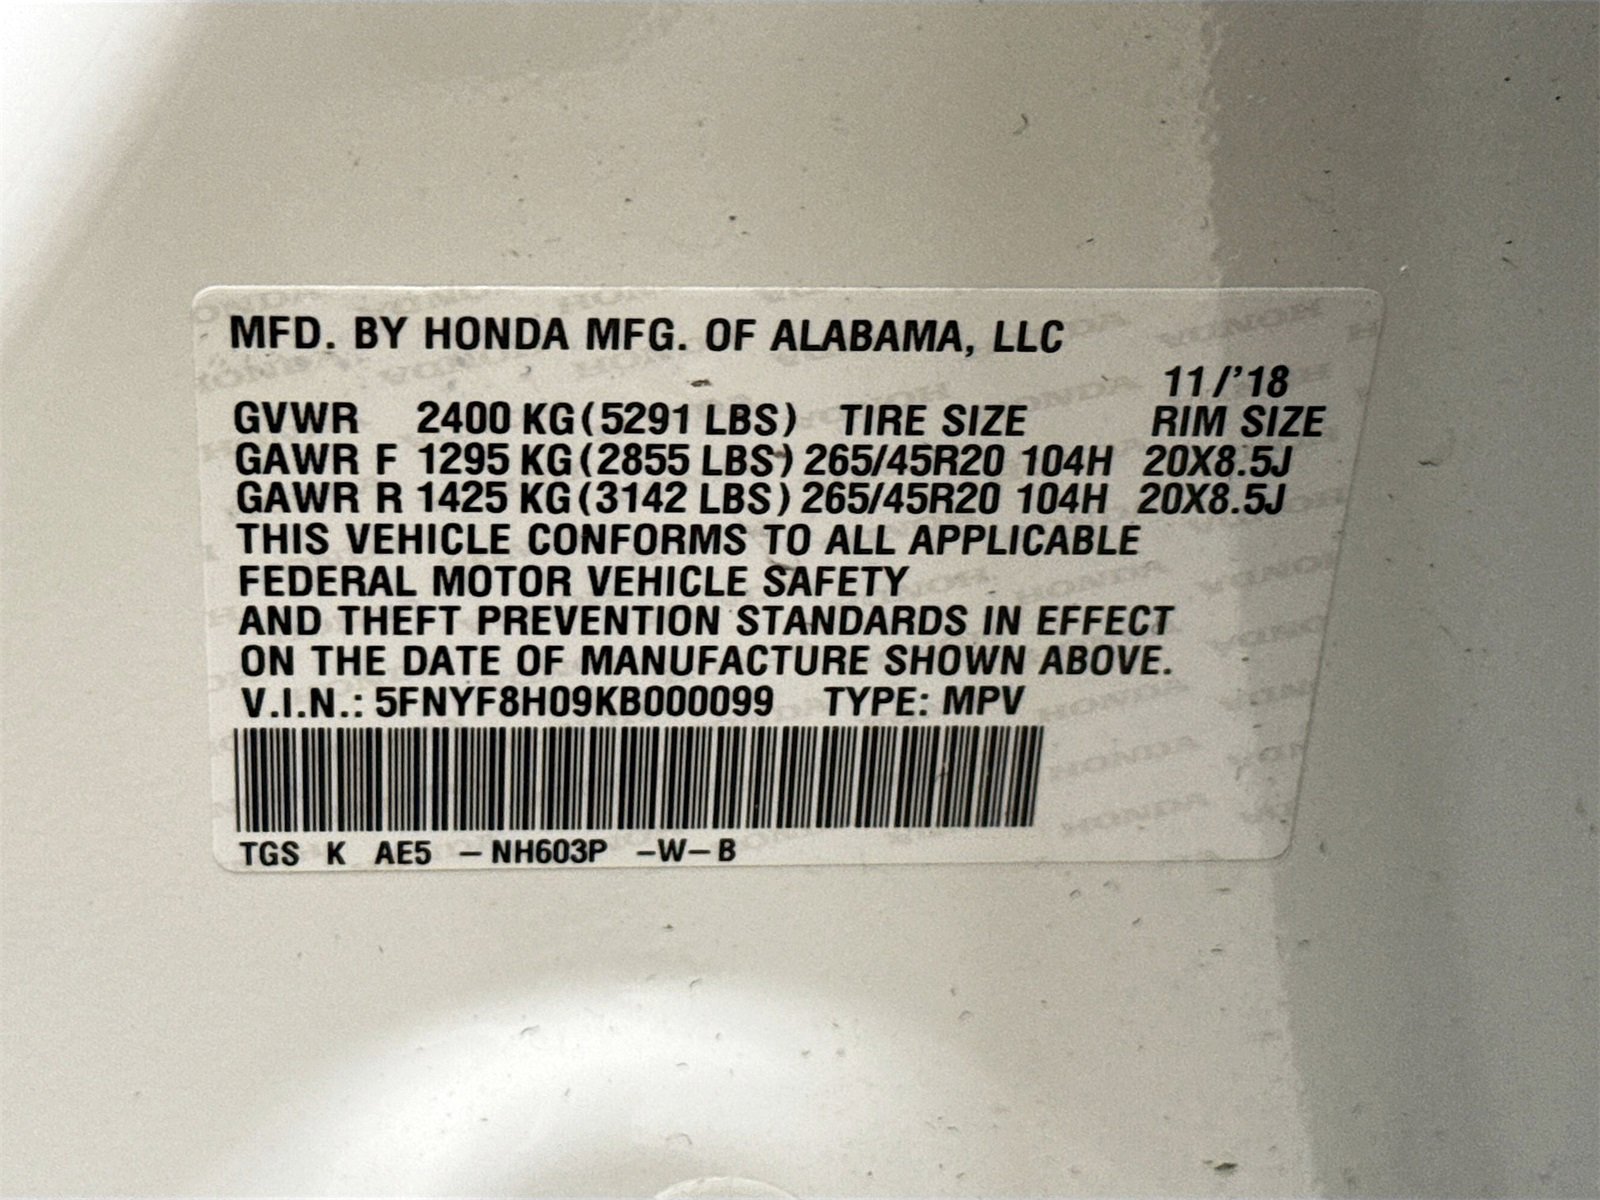 MFD. BY HONDA MFG. OF ALABAMA, LLC
11/'18
GVWR 2400 KG (5291 LBS) TIRE SIZE RIM SIZE
GAWR F 1295 KG (2855 LBS) 265/45R20 104H 20X8.5J
GAWR R 1425 KG (3142 LBS) 265/45R20 104H 20X8.5J
THIS VEHICLE CONFORMS TO ALL APPLICABLE
FEDERAL MOTOR VEHICLE SAFETY
AND THEFT PREVENTION STANDARDS IN EFFECT
ON THE DATE OF MANUFACTURE SHOWN ABOVE.
V.I.N.: 5FNYF8H09KB000099 TYPE: MPV
TGS K AE5 -NH603P -W-B